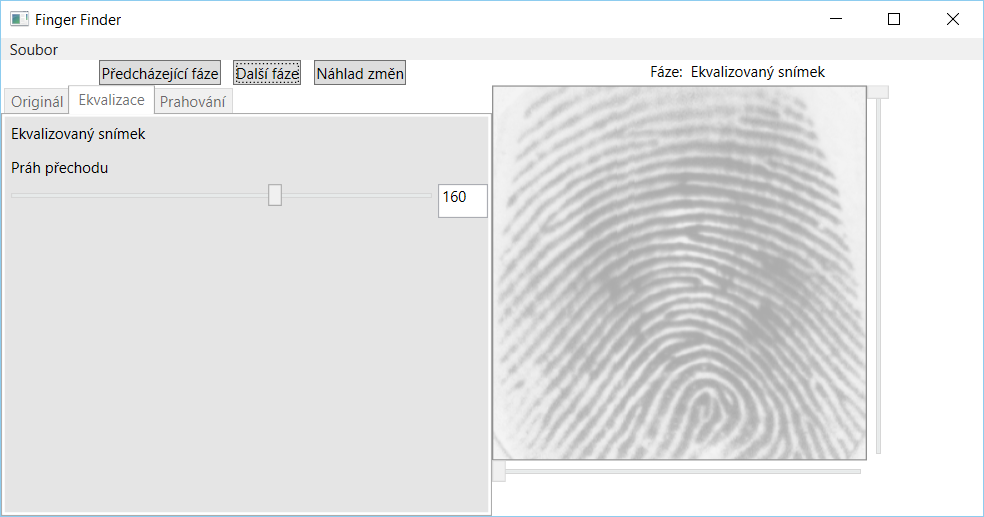 Finger Finder
Soubor
Předcházející fáze Další fáze Náhlad změn
Fáze: Ekvalizovaný snímek
Originál Ekvalizace Prahování
Ekvalizovaný snímek
Práh přechodu
160